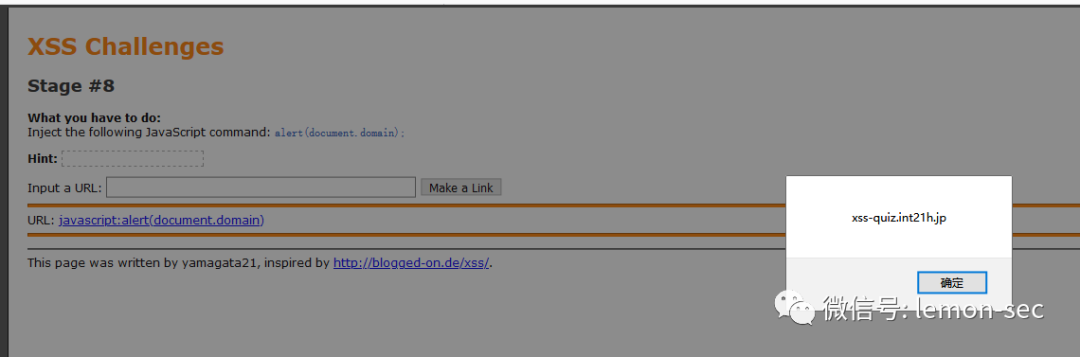 XSS Challenges
Stage #8
What you have to do:
Inject the following JavaScript command: alert(document.domain);
Hint:
Input a URL: Make a Link
URL: javascript:alert(document.domain)
xss-quiz.int21h.jp
This page was written by yamagata21, inspired by http://blogged-on.de/xss/.
确定
微信号: lemon-sec